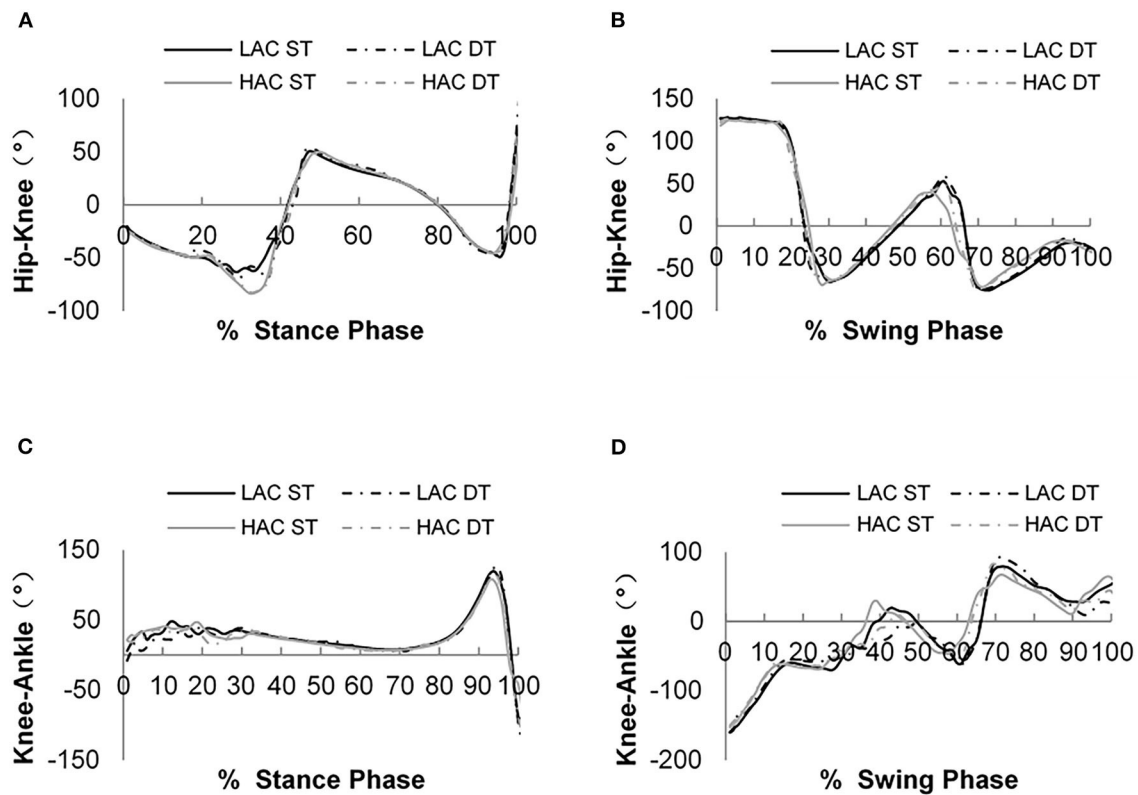 A
LAC ST LAC DT
HAC ST HAC DT
Hip-Knee（°）
100
50
0
-50
-100
0 20 40 60 80 100
% Stance Phase
B
LAC ST LAC DT
HAC ST HAC DT
Hip-Knee（°）
150
100
50
0
-50
-100
0 10 20 30 40 50 60 70 80 90 100
% Swing Phase
C
LAC ST LAC DT
HAC ST HAC DT
Knee-Ankle（°）
150
50
-50
-150
0 10 20 30 40 50 60 70 80 90 100
% Stance Phase
D
LAC ST LAC DT
HAC ST HAC DT
Knee-Ankle（°）
100
0
-100
-200
0 10 20 30 40 50 60 70 80 90 100
% Swing Phase